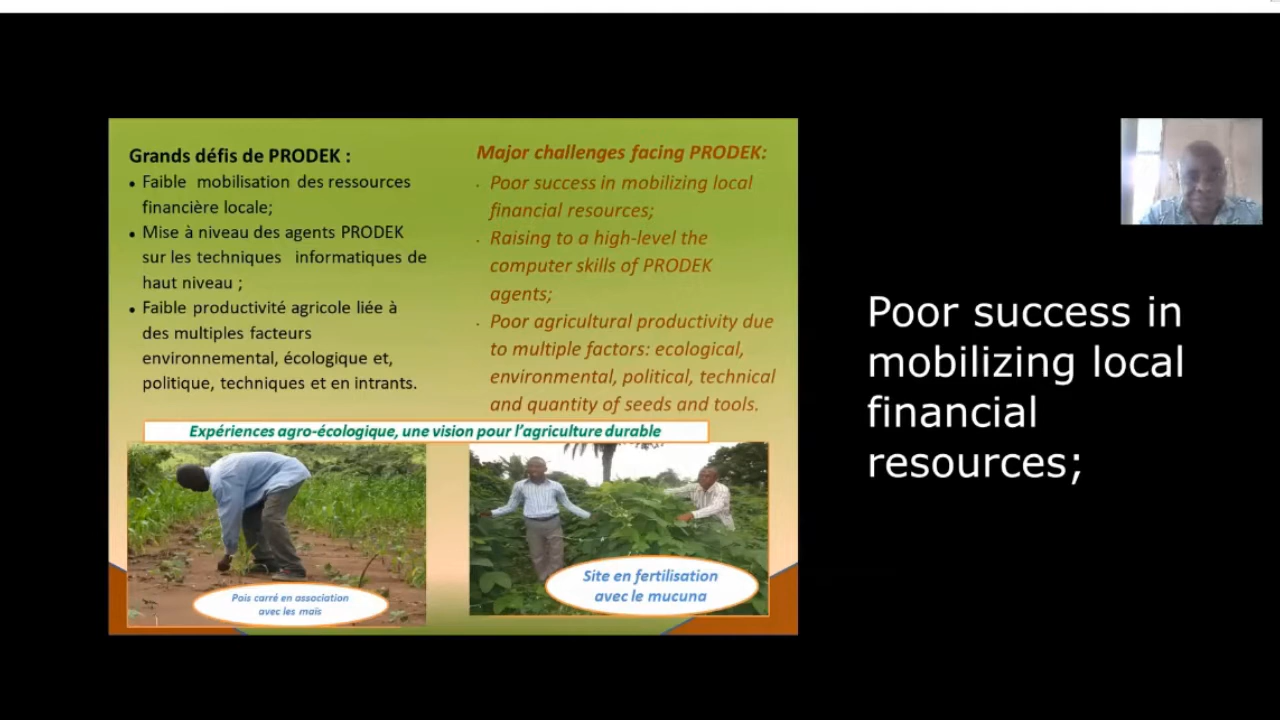 Grands défis de PRODEK :
• Faible mobilisation des ressources
financière locale;
• Mise à niveau des agents PRODEK
sur les techniques informatiques de
haut niveau ;
• Faible productivité agricole liée à
des multiples facteurs
environnemental, écologique et,
politique, techniques et en intrants.
Major challenges facing PRODEK:
· Poor success in mobilizing local
financial resources;
· Raising to a high-level the
computer skills of PRODEK
agents;
· Poor agricultural productivity due
to multiple factors: ecological,
environmental, political, technical
and quantity of seeds and tools.
Expériences agro-écologique, une vision pour l'agriculture durable
Pois carré en association
avec les maïs
Site en fertilisation
avec le mucuna
Poor success in
mobilizing local
financial
resources;